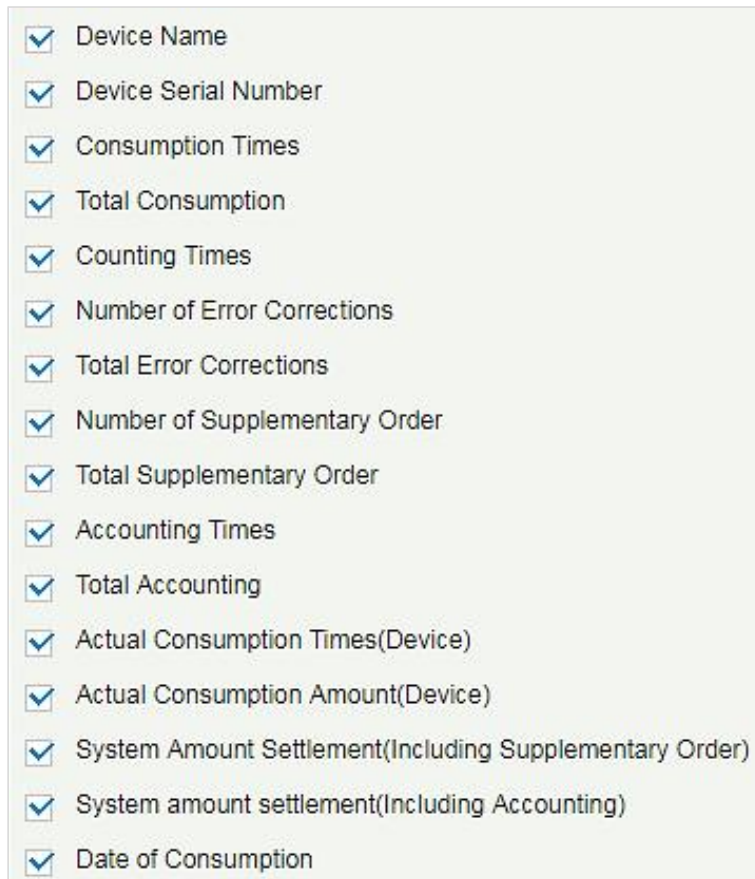 Device Name
Device Serial Number
Consumption Times
Total Consumption
Counting Times
Number of Error Corrections
Total Error Corrections
Number of Supplementary Order
Total Supplementary Order
Accounting Times
Total Accounting
Actual Consumption Times(Device)
Actual Consumption Amount(Device)
System Amount Settlement(Including Supplementary Order)
System amount settlement(Including Accounting)
Date of Consumption